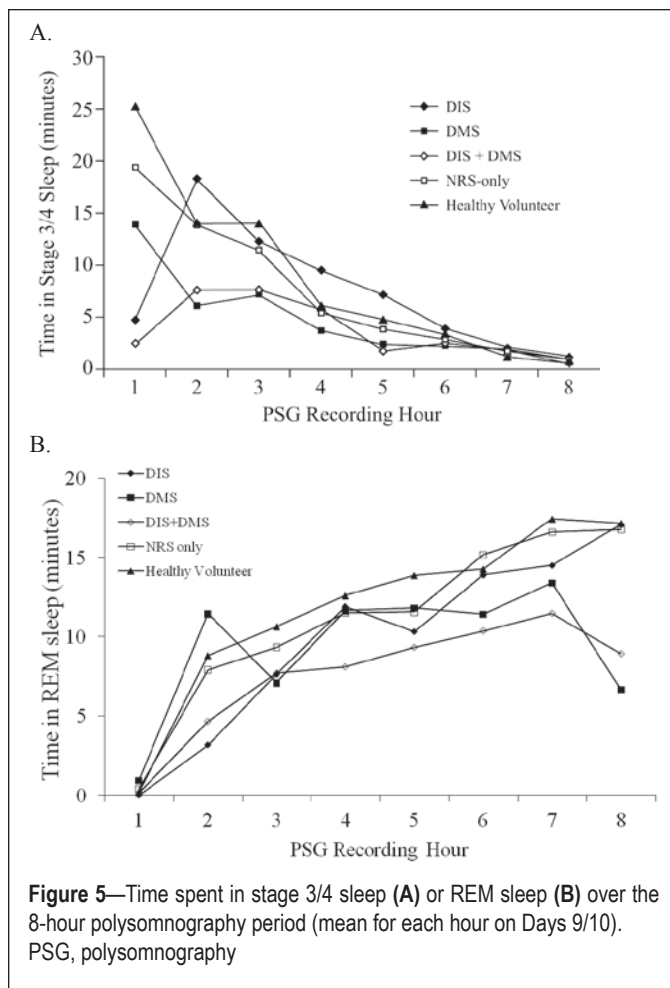 A.
30
25
20
15
10
5
0
Time in Stage 3/4 Sleep (minutes)
DIS
DMS
DIS + DMS
NRS-only
Healthy Volunteer
1 2 3 4 5 6 7 8
PSG Recording Hour
B.
20
15
10
5
0
Time in REM sleep (minutes)
DIS
DMS
DIS+DMS
NRS only
Healthy Volunteer
1 2 3 4 5 6 7 8
PSG Recording Hour
Figure 5—Time spent in stage 3/4 sleep (A) or REM sleep (B) over the
8-hour polysomnography period (mean for each hour on Days 9/10).
PSG, polysomnography